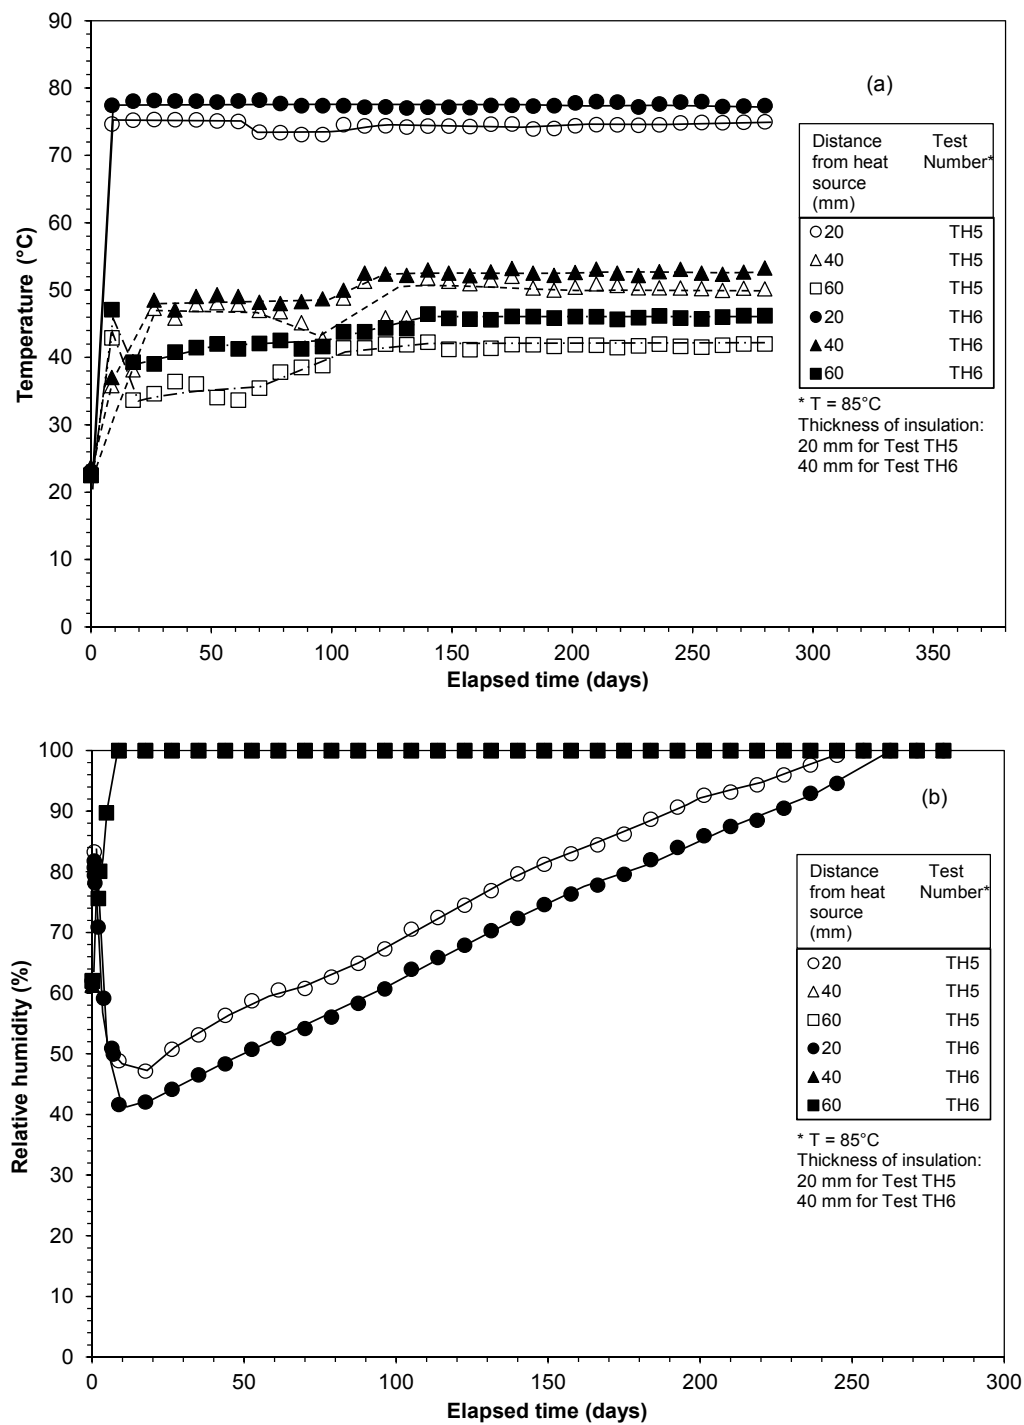 90
80
70
60
50
40
30
20
10
0
Temperature (°C)
(a)
Distance Test
from heat Number*
source
(mm)
20 TH5
40 TH5
60 TH5
20 TH6
40 TH6
60 TH6
* T = 85°C
Thickness of insulation:
20 mm for Test TH5
40 mm for Test TH6
0 50 100 150 200 250 300 350
Elapsed time (days)
100
90
80
70
60
50
40
30
20
10
0
Relative humidity (%)
(b)
Distance Test
from heat Number*
source
(mm)
20 TH5
40 TH5
60 TH5
20 TH6
40 TH6
60 TH6
* T = 85°C
Thickness of insulation:
20 mm for Test TH5
40 mm for Test TH6
0 50 100 150 200 250 300
Elapsed time (days)